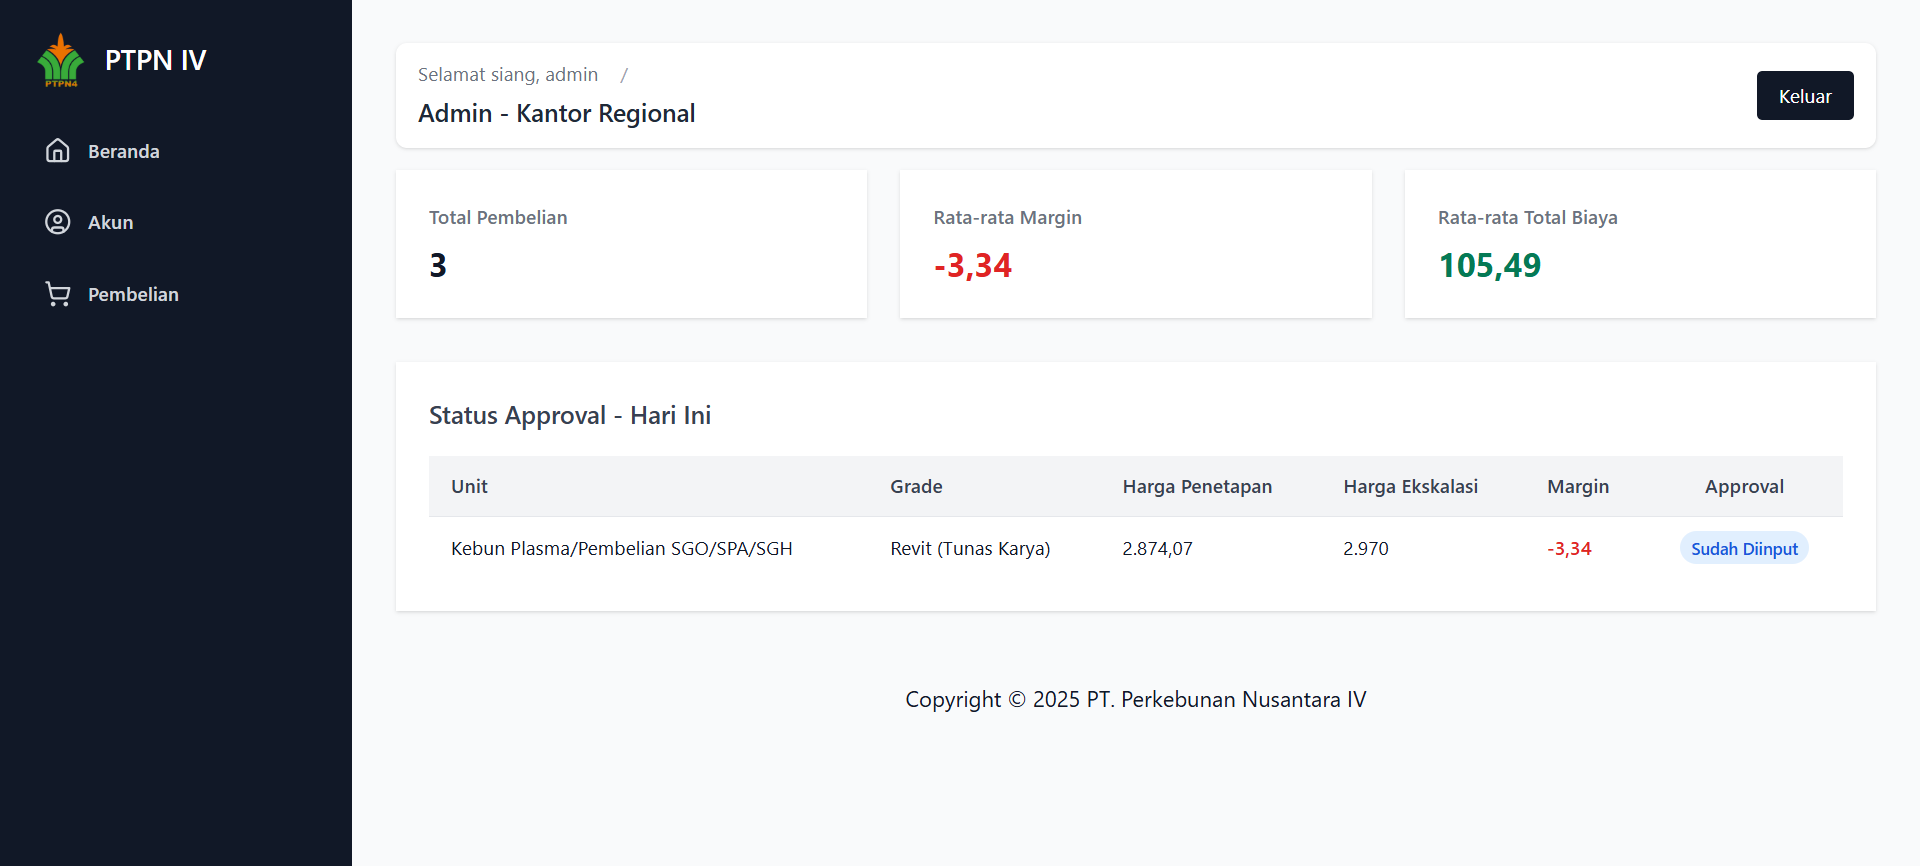 PTPN4
PTPN IV
Beranda
Akun
Pembelian
Selamat siang, admin /
Admin - Kantor Regional
Keluar
Total Pembelian
3
Rata-rata Margin
-3,34
Rata-rata Total Biaya
105,49
Status Approval - Hari Ini
Unit Grade Harga Penetapan Harga Ekskalasi Margin Approval
Kebun Plasma/Pembelian SGO/SPA/SGH Revit (Tunas Karya) 2.874,07 2.970 -3,34 Sudah Diinput
Copyright © 2025 PT. Perkebunan Nusantara IV